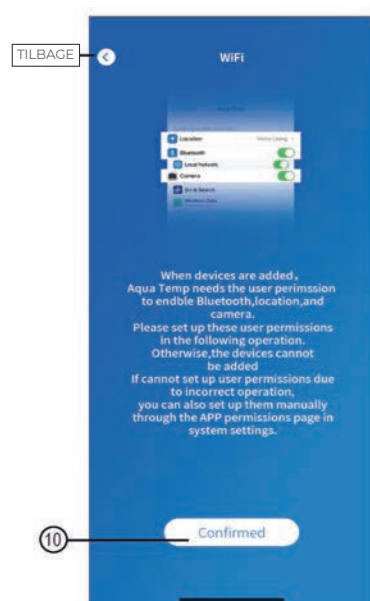 TILBAGE
WiFi
Location
Bluetooth
Local Network
Camera
Siri & Search
When devices are added,
Aqua Temp needs the user perimssion
to endble Bluetooth,location,and
camera.
Please set up these user permissions
in the following operation.
Otherwise,the devices cannot
be added
If cannot set up user permissions due
to incorrect operation,
you can also set up them manually
through the APP permissions page in
system settings.
10
Confirmed